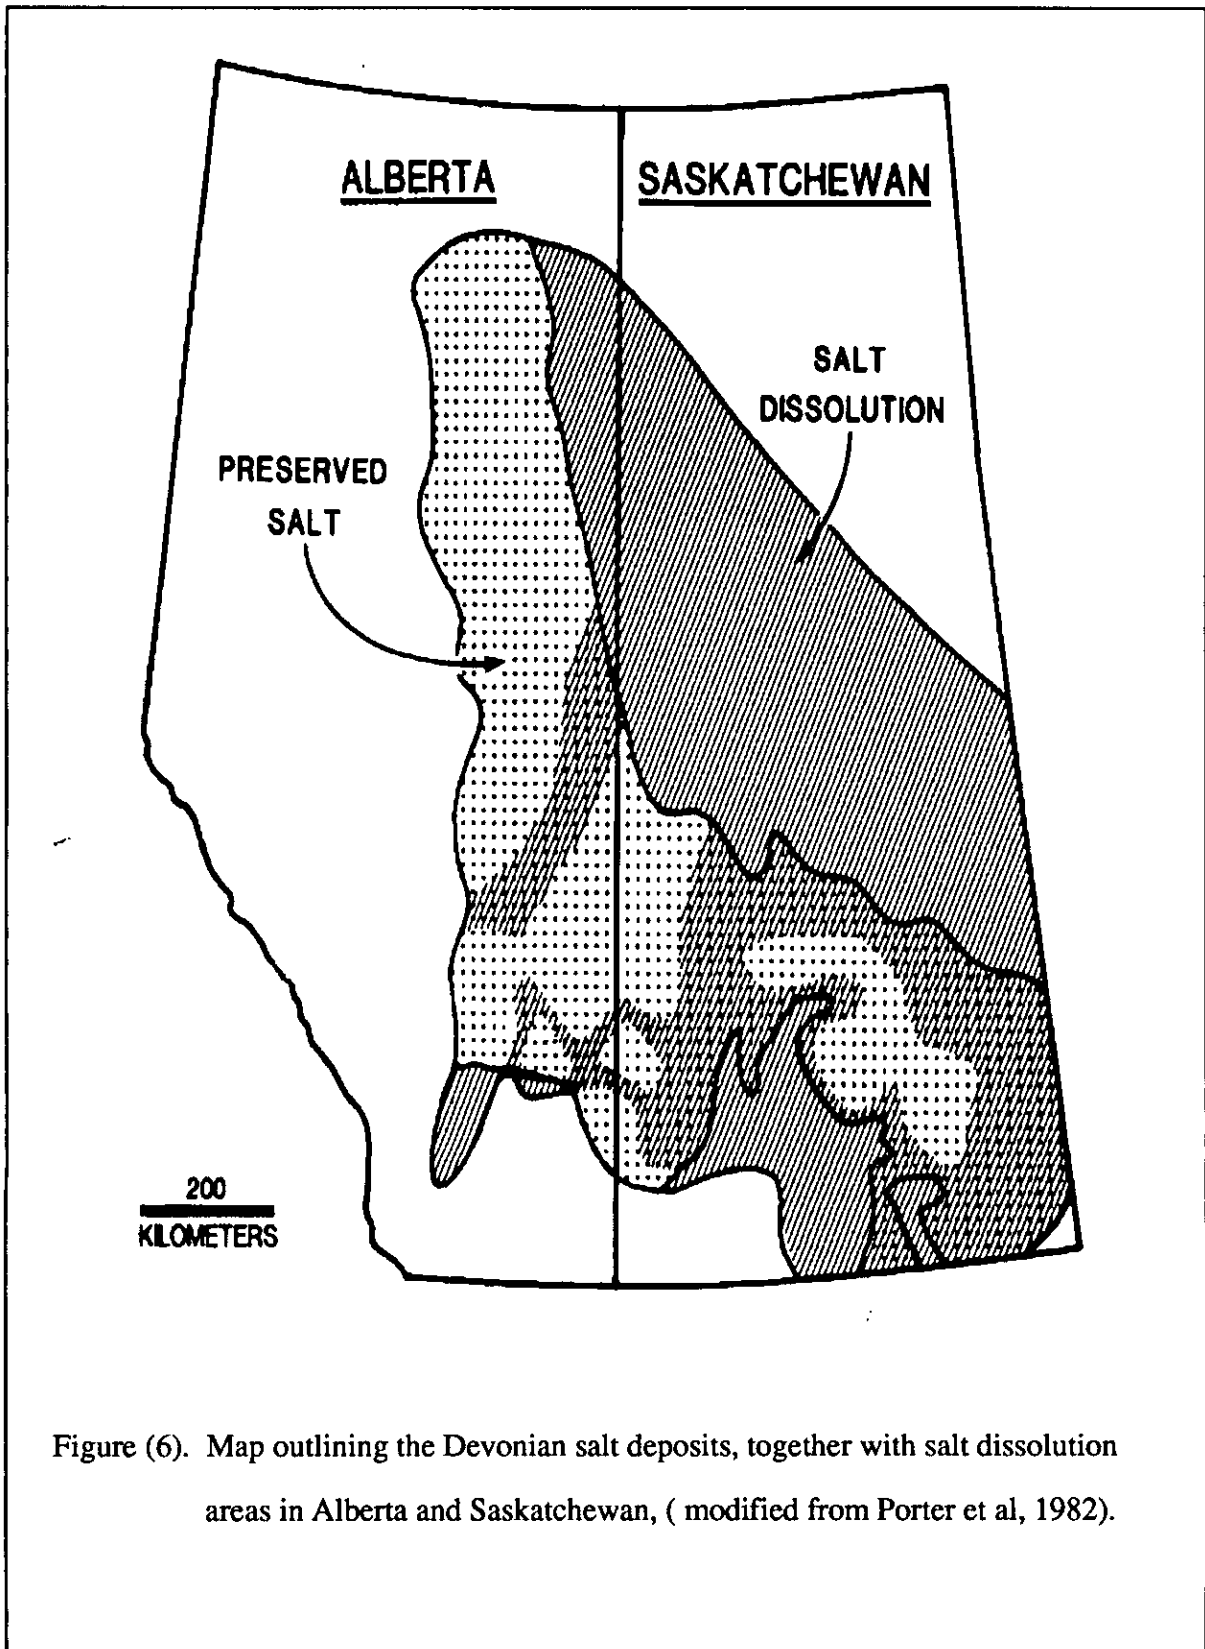 ALBERTA
SASKATCHEWAN
SALT
DISSOLUTION
PRESERVED
SALT
200
KILOMETERS
Figure (6). Map outlining the Devonian salt deposits, together with salt dissolution
areas in Alberta and Saskatchewan, ( modified from Porter et al, 1982).